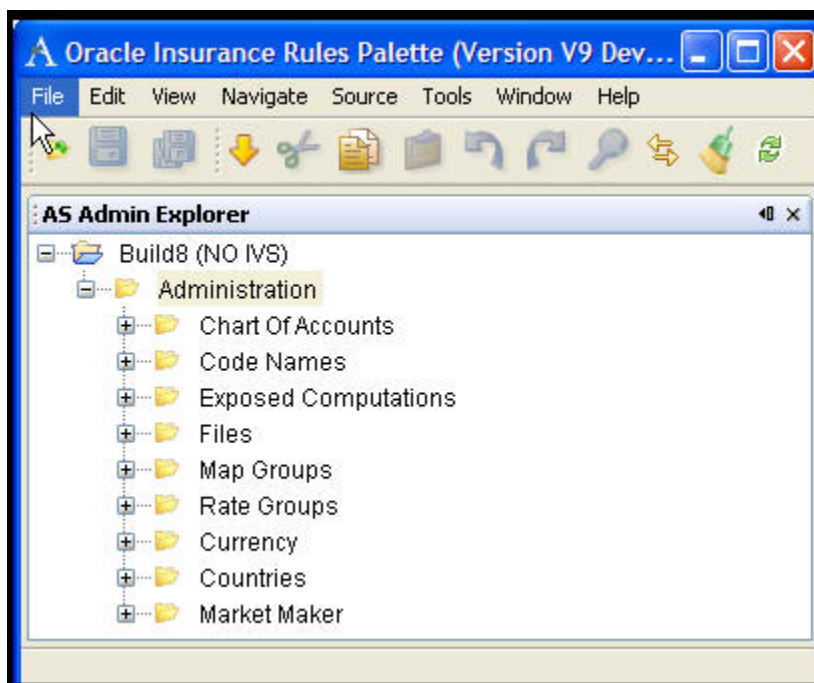 Oracle Insurance Rules Palette (Version V9 Dev...
File Edit View Navigate Source Tools Window Help
AS Admin Explorer
Build8 (NO IVS)
Administration
Chart Of Accounts
Code Names
Exposed Computations
Files
Map Groups
Rate Groups
Currency
Countries
Market Maker